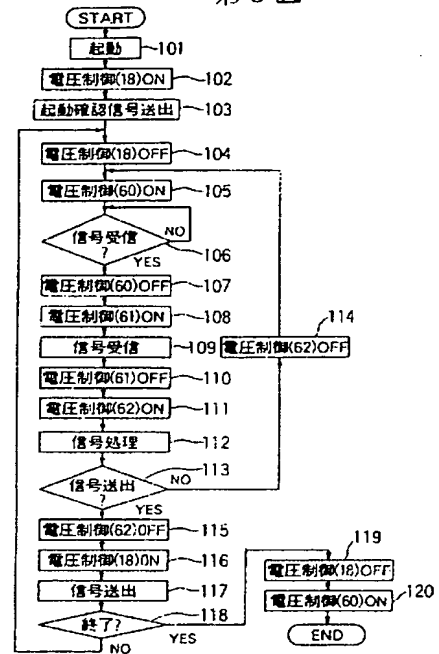 START
起動 101
電圧制御(18)ON 102
起動確認信号送出 103
電圧制御(18)OFF 104
電圧制御(60)ON 105
信号受信? NO 106
YES
電圧制御(60)OFF 107
電圧制御(61)ON 108
114
電圧制御(62)OFF
信号受信 109
電圧制御(61)OFF 110
電圧制御(62)ON 111
信号処理 112
信号送出? NO 113
YES
電圧制御(62)OFF 115
電圧制御(18)ON 116
信号送出 117
終了? YES 118
NO
119
電圧制御(18)OFF
電圧制御(60)ON 120
END